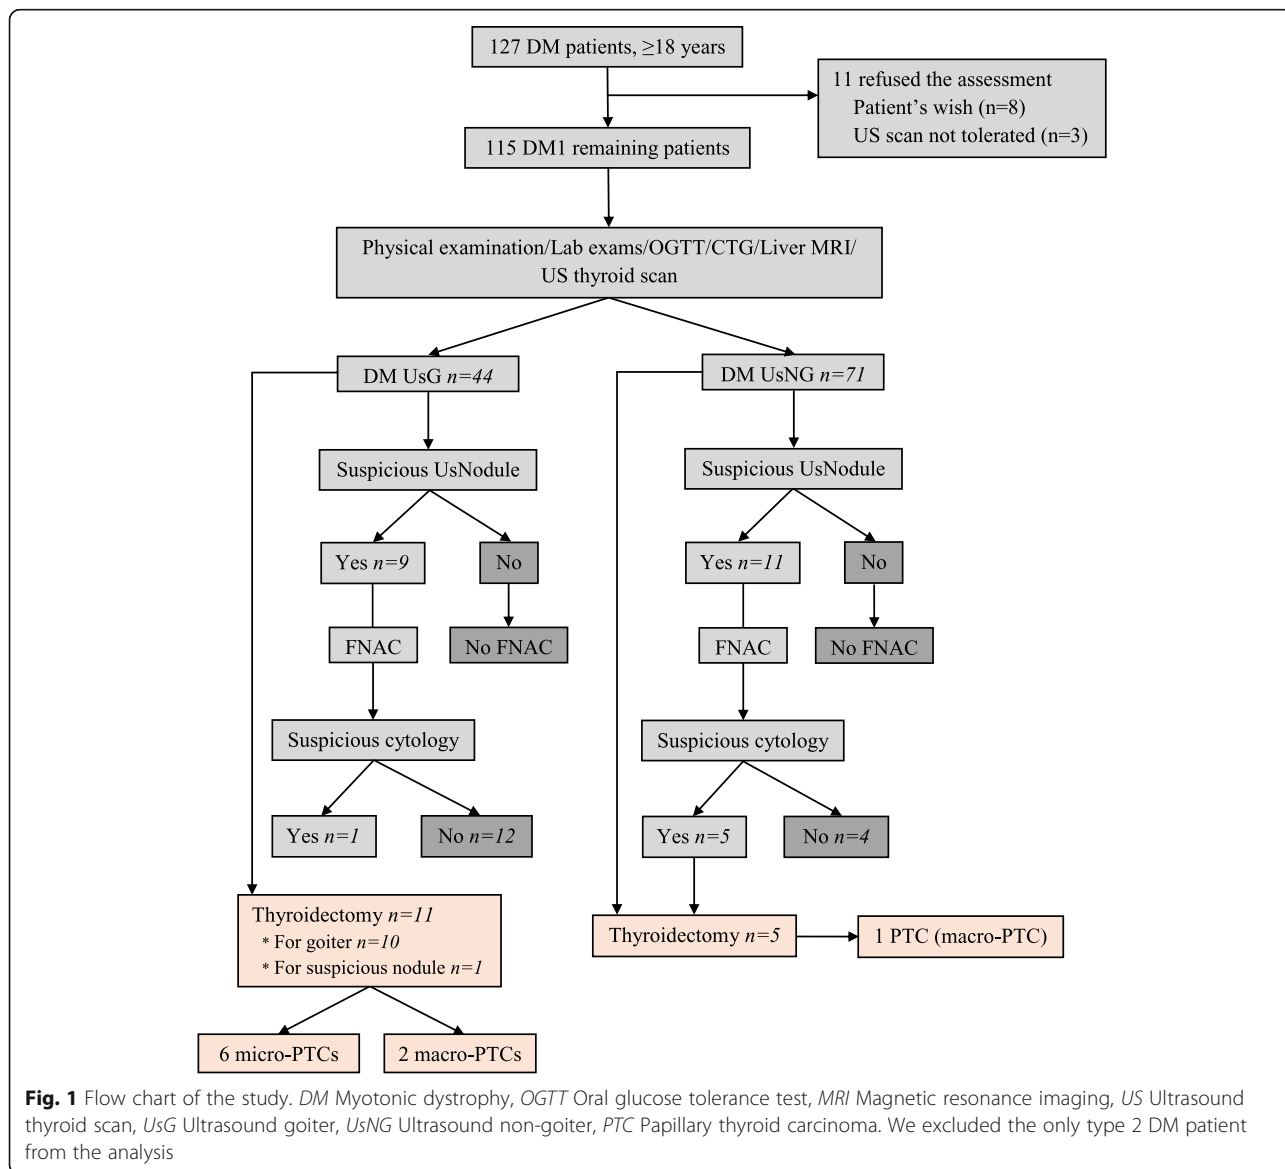 127 DM patients, ≥18 years
11 refused the assessment
Patient's wish (n=8)
US scan not tolerated (n=3)
115 DM1 remaining patients
Physical examination/Lab exams/OGTT/CTG/Liver MRI/
US thyroid scan
DM UsG n=44
DM UsNG n=71
Suspicious UsNodule
Suspicious UsNodule
Yes n=9
No
Yes n=11
No
FNAC
No FNAC
FNAC
No FNAC
Suspicious cytology
Suspicious cytology
Yes n=1
No n=12
Yes n=5
No n=4
Thyroidectomy n=11
* For goiter n=10
* For suspicious nodule n=1
Thyroidectomy n=5
1 PTC (macro-PTC)
6 micro-PTCs
2 macro-PTCs
Fig. 1 Flow chart of the study. DM Myotonic dystrophy, OGTT Oral glucose tolerance test, MRI Magnetic resonance imaging, US Ultrasound
thyroid scan, UsG Ultrasound goiter, UsNG Ultrasound non-goiter, PTC Papillary thyroid carcinoma. We excluded the only type 2 DM patient
from the analysis